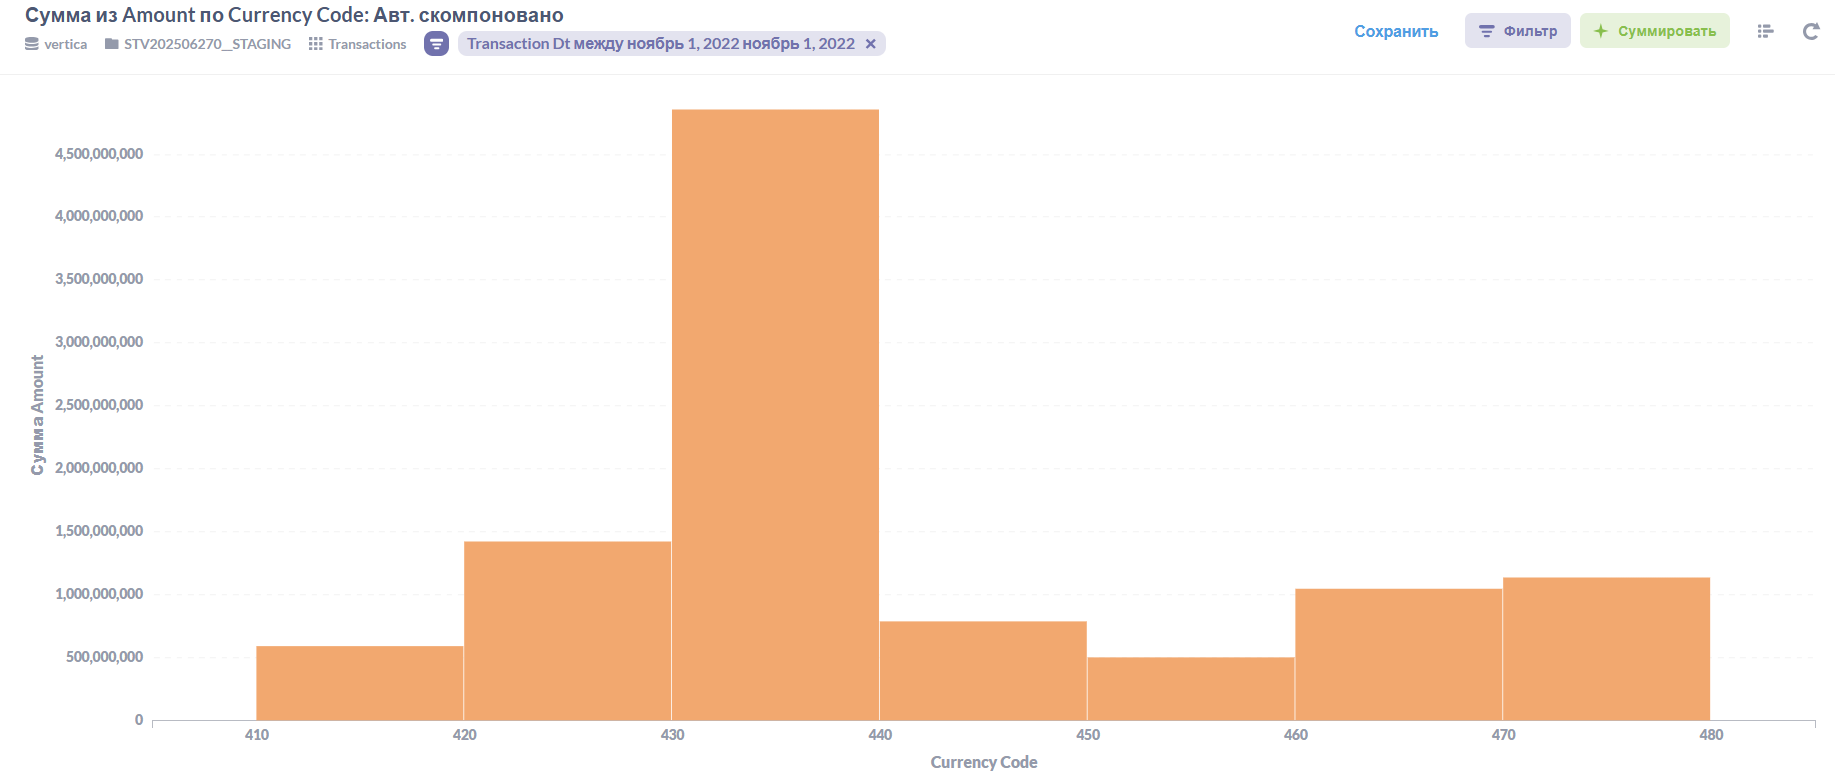 Сумма из Amount по Currency Code: Авт. скомпоновано
vertica STV202506270__STAGING Transactions Transaction Dt между ноябрь 1, 2022 ноябрь 1, 2022 ×
Сохранить Фильтр Суммировать
4,500,000,000
4,000,000,000
3,500,000,000
3,000,000,000
2,500,000,000
2,000,000,000
1,500,000,000
1,000,000,000
500,000,000
0
Сумма Amount
410 420 430 440 450 460 470 480
Currency Code